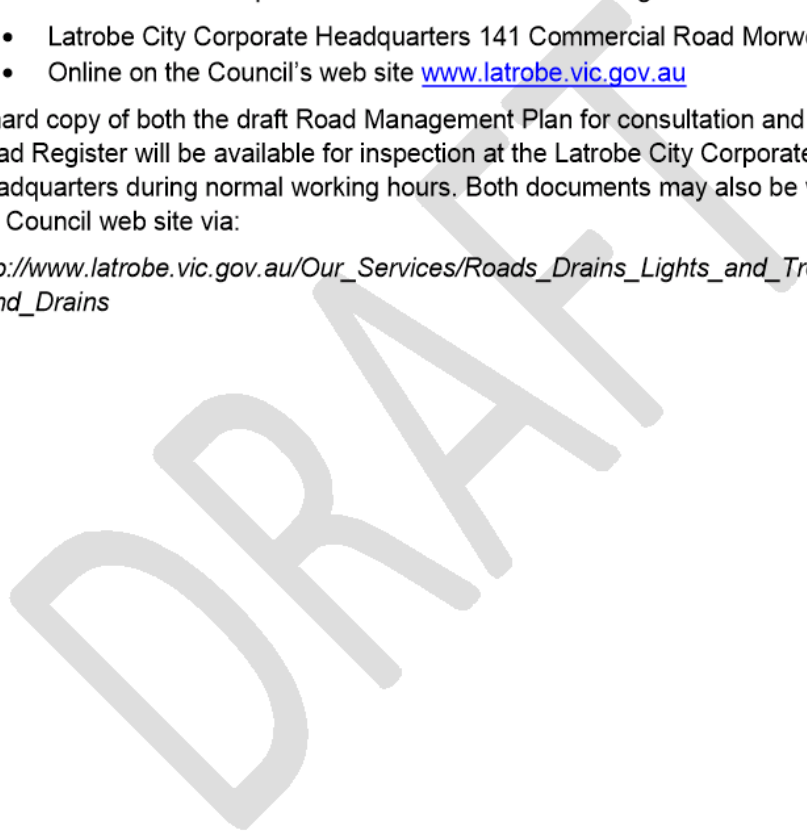 • Latrobe City Corporate Headquarters 141 Commercial Road
• Online on the Council's web site www.latrobe.vic.gov.au
ard copy of both the draft Road Management Plan for consultation and
ad Register will be available for inspection at the Latrobe City Corporate
adquarters during normal working hours. Both documents may also be
Council web site via:
p://www.latrobe.vic.gov.au/Our_Services/Roads_Drains_Lights_and_Tr
nd_Drains
DRAFT